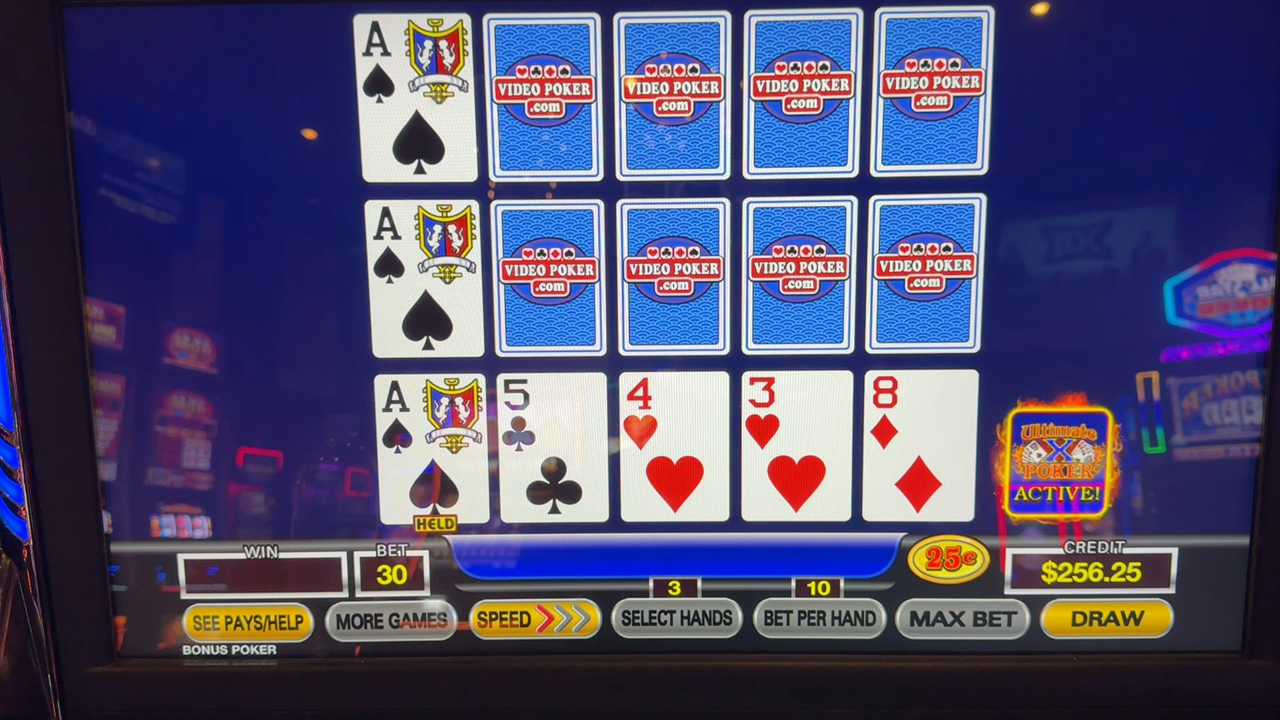 A
VIDEO POKER
.com
VIDEO POKER
.com
VIDEO POKER
.com
VIDEO POKER
.com
A
VIDEO POKER
.com
VIDEO POKER
.com
VIDEO POKER
.com
VIDEO POKER
.com
A
5
4
3
8
HELD
Ultimate
X
POKER
ACTIVE!
WIN
BET
30
25¢
CREDIT
$256.25
3
10
SEE PAYS/HELP
MORE GAMES
SPEED
SELECT HANDS
BET PER HAND
MAX BET
DRAW
BONUS POKER